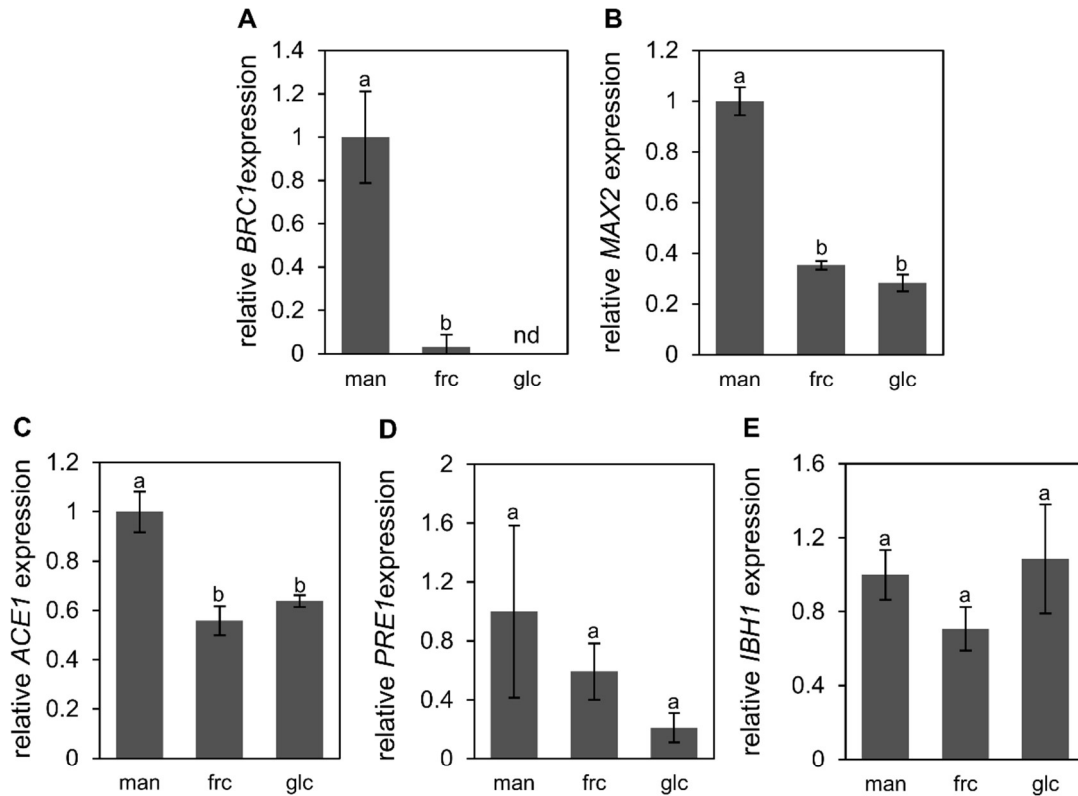 A
relative BRC1expression
1.4
1.2
1
0.8
0.6
0.4
0.2
0
a
b
nd
man frc glc
B
relative MAX2 expression
1.2
1
0.8
0.6
0.4
0.2
0
a
b
b
man frc glc
C
relative ACE1 expression
1.2
1
0.8
0.6
0.4
0.2
0
a
b
b
man frc glc
D
relative PRE1expression
2
1.6
1.2
0.8
0.4
0
a
a
a
man frc glc
E
relative IBH1 expression
1.6
1.2
0.8
0.4
0
a
a
a
man frc glc